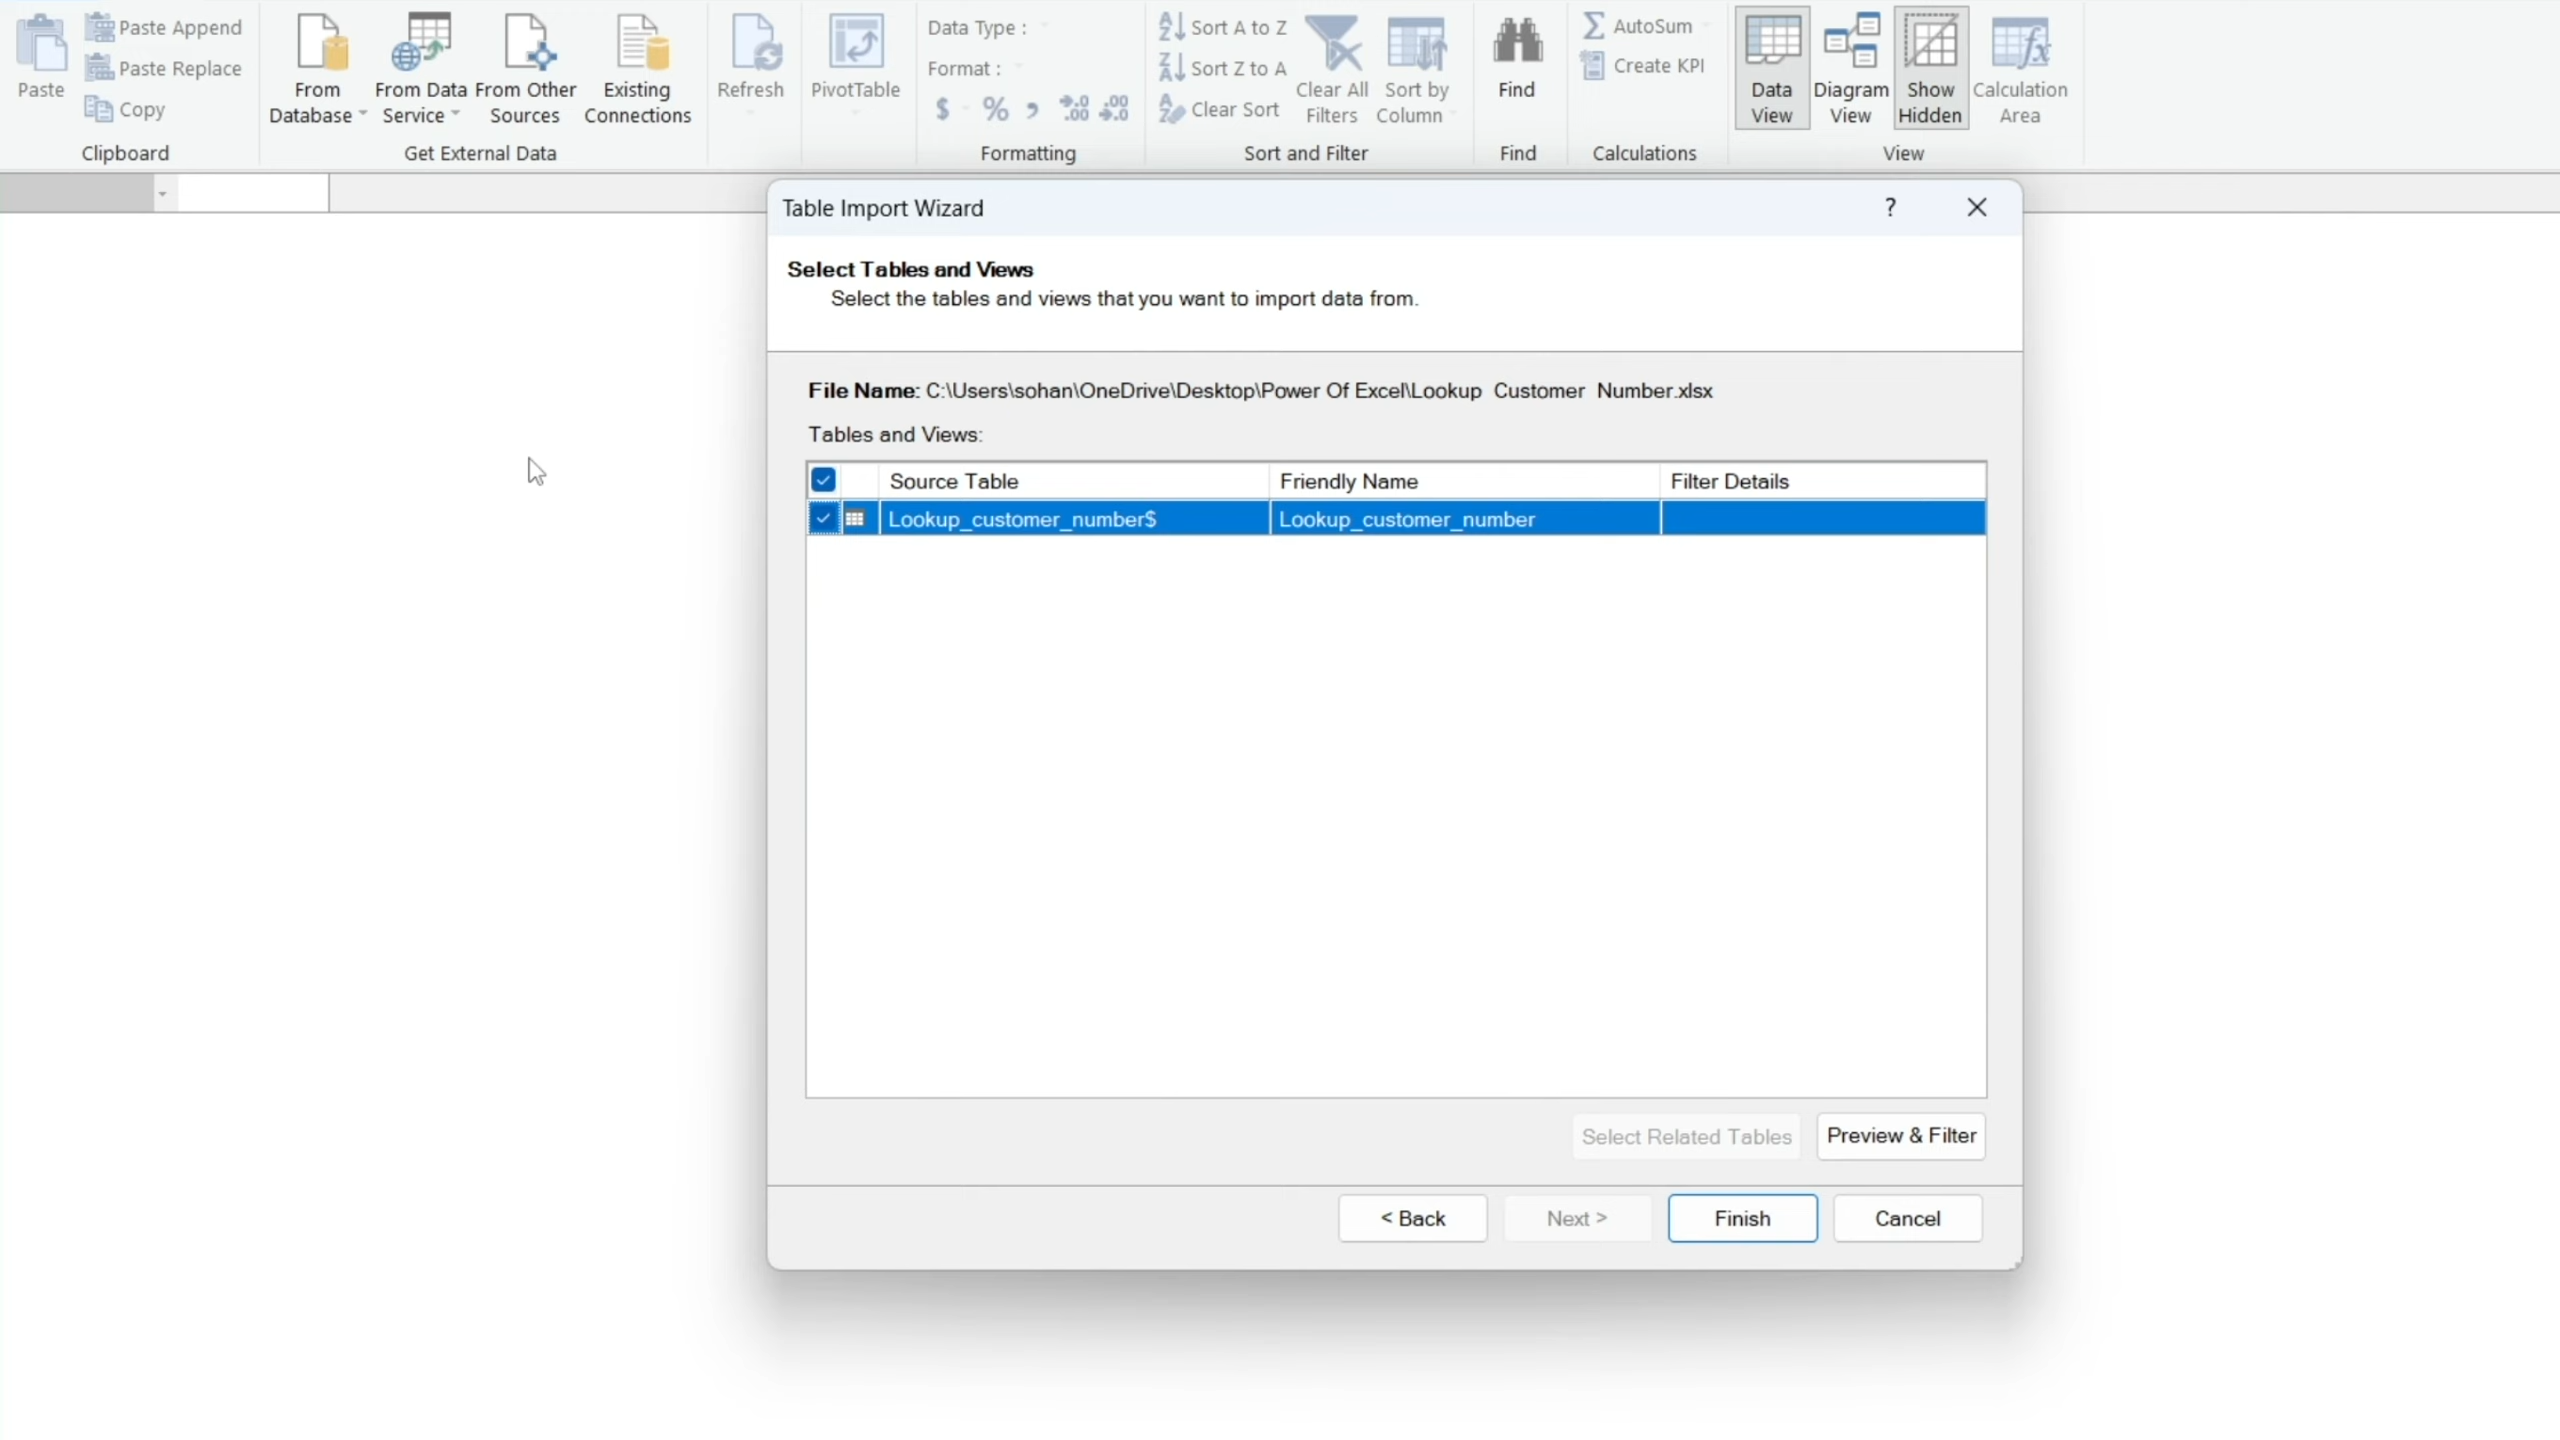 Paste
Paste Append
Paste Replace
Copy
Clipboard
From Database
From Data Service
From Other Sources
Existing Connections
Get External Data
Refresh
PivotTable
Data Type :
Format :
$ % , .00 .00
Formatting
Sort A to Z
Sort Z to A
Clear Sort
Clear All Filters
Sort by Column
Sort and Filter
Find
Find
AutoSum
Create KPI
Calculations
Data View
Diagram View
Show Hidden
Calculation Area
View
Table Import Wizard
?
Select Tables and Views
Select the tables and views that you want to import data from.
File Name: C:\Users\sohan\OneDrive\Desktop\Power Of Excel\Lookup Customer Number.xlsx
Tables and Views:
Source Table Friendly Name Filter Details
Lookup_customer_number$ Lookup_customer_number
Select Related Tables Preview & Filter
< Back Next > Finish Cancel